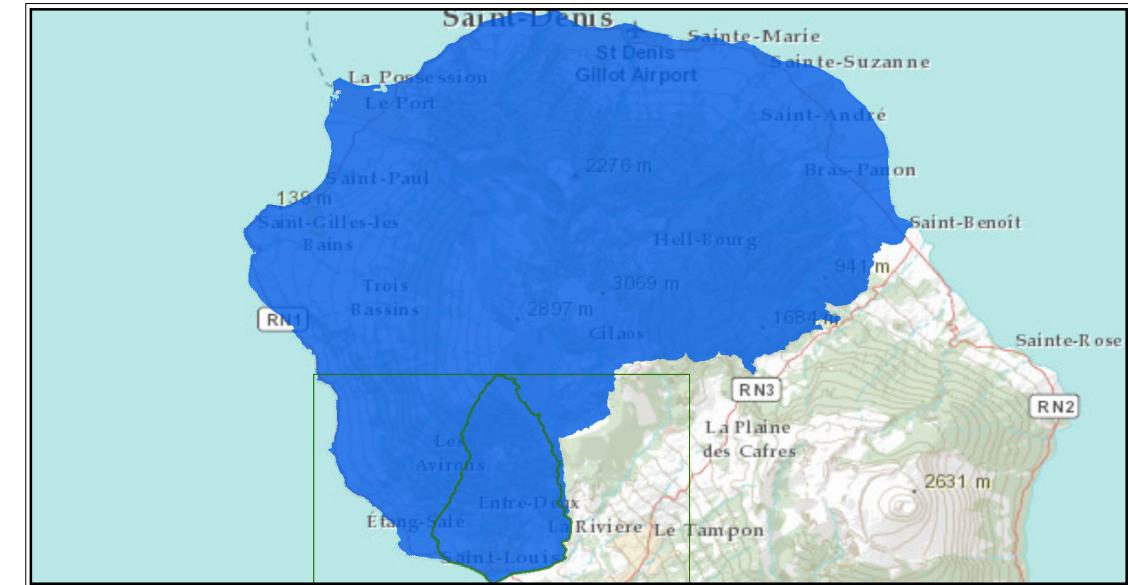 Saint-Denis
Sainte-Marie
St Denis
Gillot Airport
Sainte-Suzanne
La Possession
Le Port
Saint-André
2276 m
Bras-Panon
Saint-Paul
139 m
Saint-Gilles-les
Bains
Saint-Benoît
Hell-Bourg
941 m
3069 m
Trois
Bassins
2897 m
1684 m
RN1
Cilaos
Sainte-Rose
RN3
RN2
La Plaine
des Cafres
Les
Avirons
2631 m
Entre-Deux
Étang-Salé
La Rivière
Le Tampon
Saint-Louis